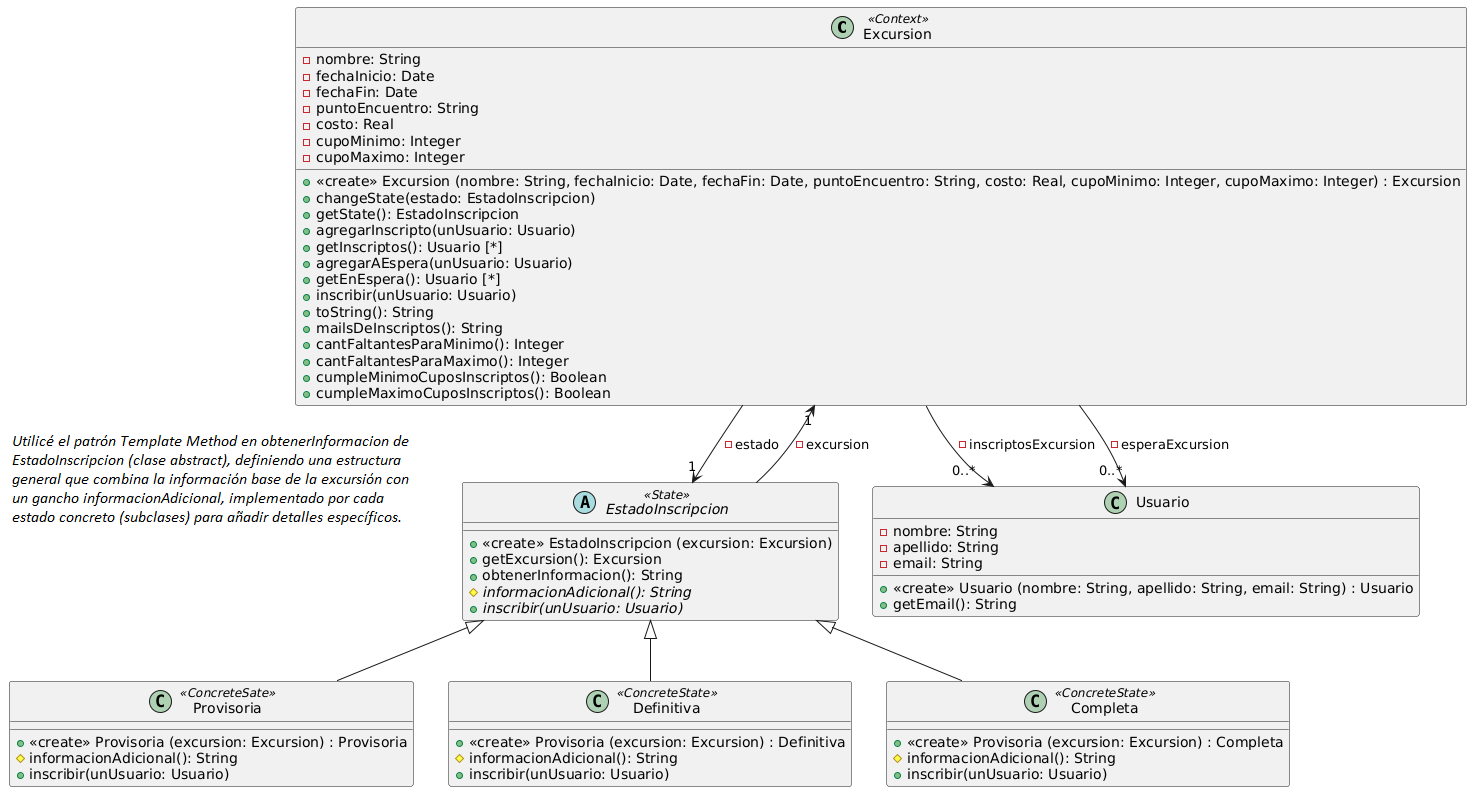 «Context»
Excursion
nombre: String
fechaInicio: Date
fechaFin: Date
puntoEncuentro: String
costo: Real
cupoMinimo: Integer
cupoMaximo: Integer
«create» Excursion (nombre: String, fechaInicio: Date, fechaFin: Date, puntoEncuentro: String, costo: Real, cupoMinimo: Integer, cupoMaximo: Integer) : Excursion
changeState(estado: EstadoInscripcion)
getState(): EstadoInscripcion
agregarInscripto(unUsuario: Usuario)
getInscriptos(): Usuario [*]
agregarAEspera(unUsuario: Usuario)
getEnEspera(): Usuario [*]
inscribir(unUsuario: Usuario)
toString(): String
mailsDeInscriptos(): String
cantFaltantesParaMinimo(): Integer
cantFaltantesParaMaximo(): Integer
cumpleMinimoCuposInscriptos(): Boolean
cumpleMaximoCuposInscriptos(): Boolean
Utilicé el patrón Template Method en obtenerInformacion de
EstadoInscripcion (clase abstract), definiendo una estructura
general que combina la información base de la excursión con
un gancho informacionAdicional, implementado por cada
estado concreto (subclases) para añadir detalles específicos.
1
estado
1
excursion
inscriptosExcursion
0..*
esperaExcursion
0..*
«State»
EstadoInscripcion
«create» EstadoInscripcion (excursion: Excursion)
getExcursion(): Excursion
obtenerInformacion(): String
informacionAdicional(): String
inscribir(unUsuario: Usuario)
Usuario
nombre: String
apellido: String
email: String
«create» Usuario (nombre: String, apellido: String, email: String) : Usuario
getEmail(): String
«ConcreteSate»
Provisoria
«create» Provisoria (excursion: Excursion) : Provisoria
informacionAdicional(): String
inscribir(unUsuario: Usuario)
«ConcreteState»
Definitiva
«create» Provisoria (excursion: Excursion) : Definitiva
informacionAdicional(): String
inscribir(unUsuario: Usuario)
«ConcreteState»
Completa
«create» Provisoria (excursion: Excursion) : Completa
informacionAdicional(): String
inscribir(unUsuario: Usuario)